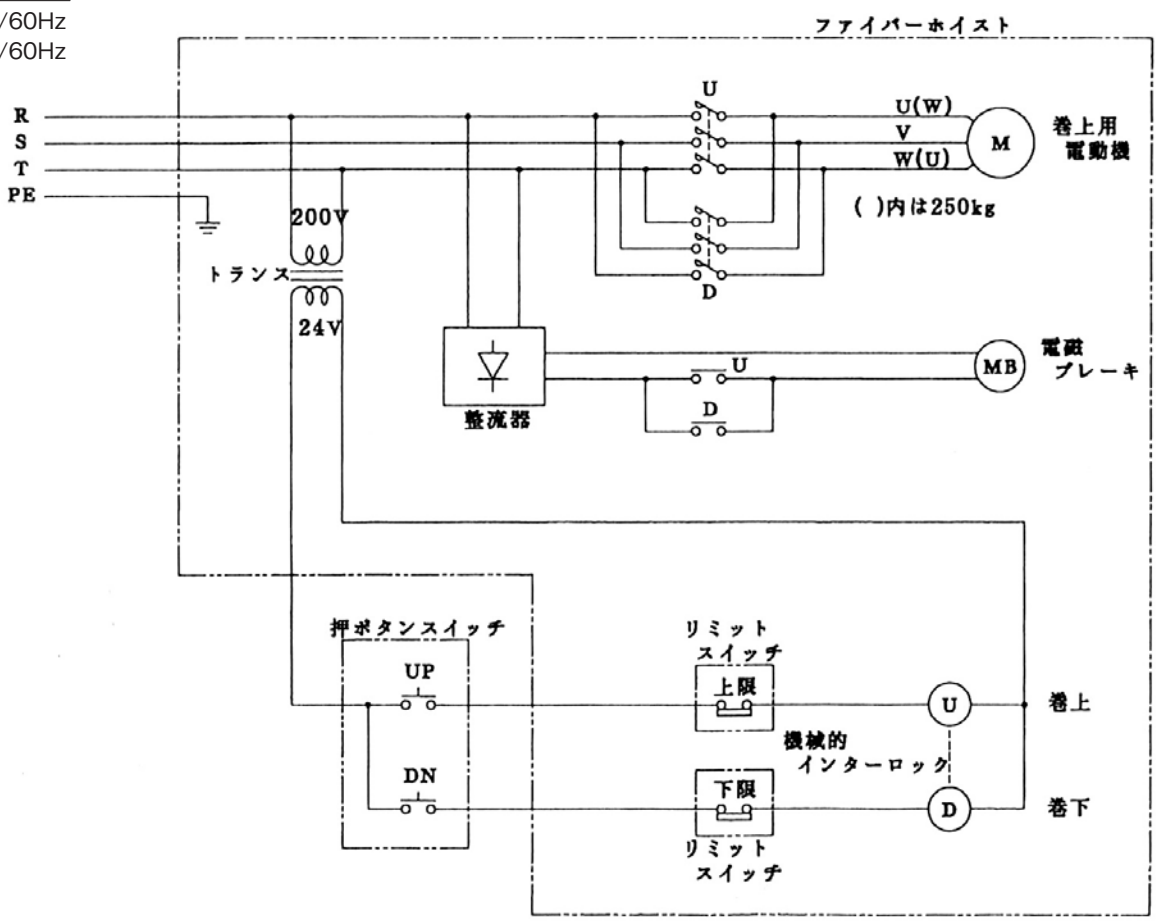 /60Hz
/60Hz
ファイバーホイスト
R
S
T
PE
U
U(W)
V
W(U)
M
巻上用
電動機
( )内は250kg
D
200V
トランス
24V
整流器
U
D
MB
電磁
ブレーキ
押ボタンスイッチ
UP
DN
リミット
スイッチ
上限
U
巻上
機械的
インターロック
下限
D
巻下
リミット
スイッチ